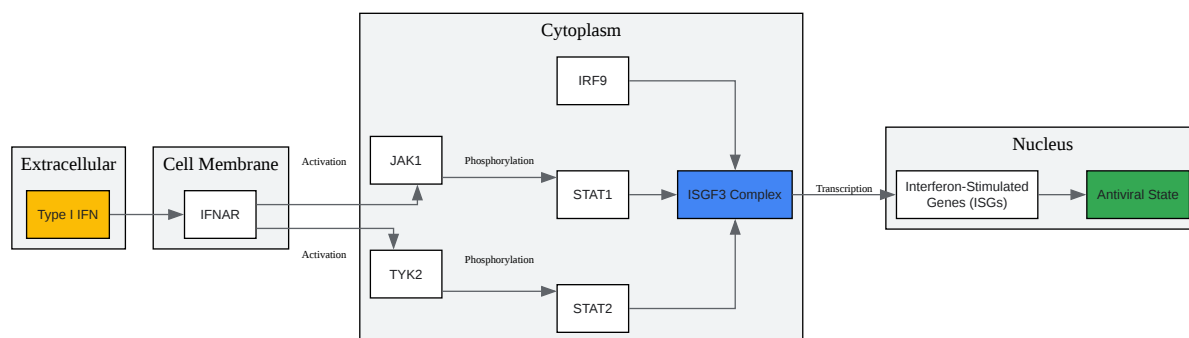 Cytoplasm
IRF9
Extracellular
Type I IFN
Cell Membrane
IFNAR
Activation
Activation
JAK1
TYK2
Phosphorylation
Phosphorylation
STAT1
STAT2
ISGF3 Complex
Transcription
Nucleus
Interferon-Stimulated
Genes (ISGs)
Antiviral State